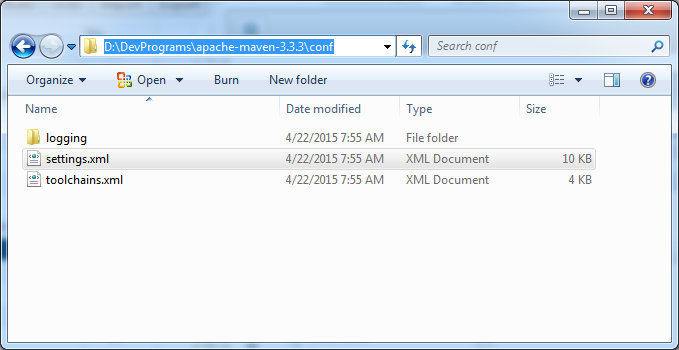 D:\DevPrograms\apache-maven-3.3.3\conf Search conf
Organize Open Burn New folder
Name Date modified Type Size
logging 4/22/2015 7:55 AM File folder
settings.xml 4/22/2015 7:55 AM XML Document 10 KB
toolchains.xml 4/22/2015 7:55 AM XML Document 4 KB